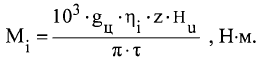 Mᵢ = (10³ · gц · ηᵢ · z · Hᵤ) / (π · τ) , Н·м.